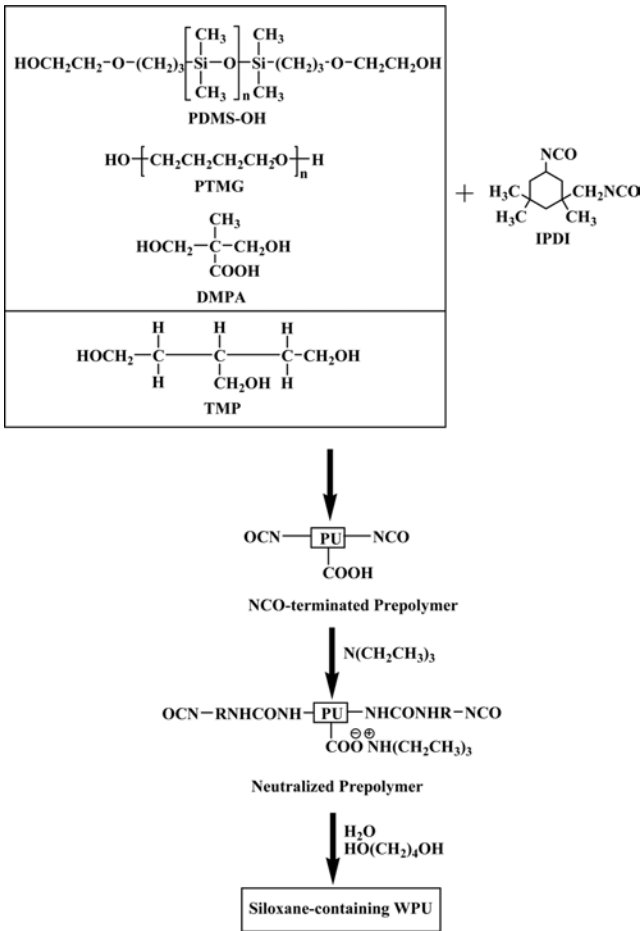 CH3 CH3
HOCH2CH2−O−(CH2)3 Si−O Si−(CH2)3−O−CH2CH2OH
CH3 n CH3
PDMS-OH
HO CH2CH2CH2CH2O n H
PTMG
CH3
HOCH2−C−CH2OH
COOH
DMPA
+
NCO
H3C CH2NCO
H3C CH3
IPDI
H H H
HOCH2−C C C−CH2OH
H CH2OH H
TMP
OCN PU NCO
COOH
NCO-terminated Prepolymer
N(CH2CH3)3
OCN−RNHCONH PU NHCONHR−NCO
COO⊖ ⊕NH(CH2CH3)3
Neutralized Prepolymer
H2O
HO(CH2)4OH
Siloxane-containing WPU